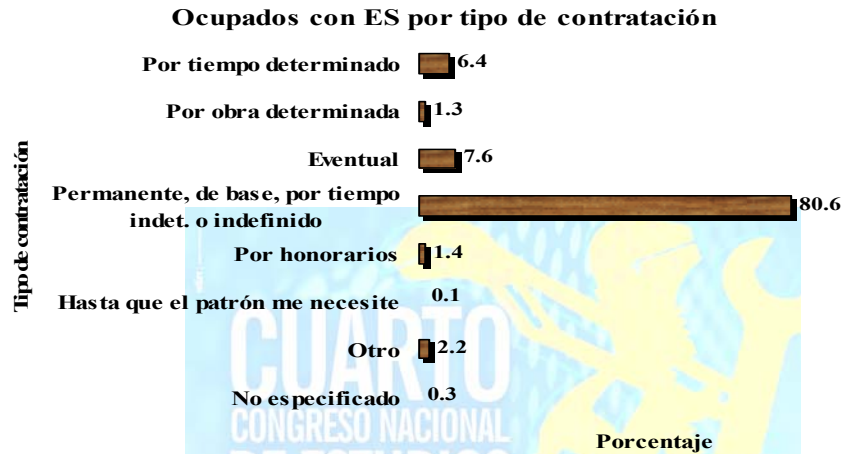 Ocupados con ES por tipo de contratación
Tipo de contratación
Por tiempo determinado 6.4
Por obra determinada 1.3
Eventual 7.6
Permanente, de base, por tiempo
indet. o indefinido 80.6
Por honorarios 1.4
Hasta que el patrón me necesite 0.1
Otro 2.2
No especificado 0.3
Porcentaje
CUARTO
CONGRESO NACIONAL
DE ESTUDIOS